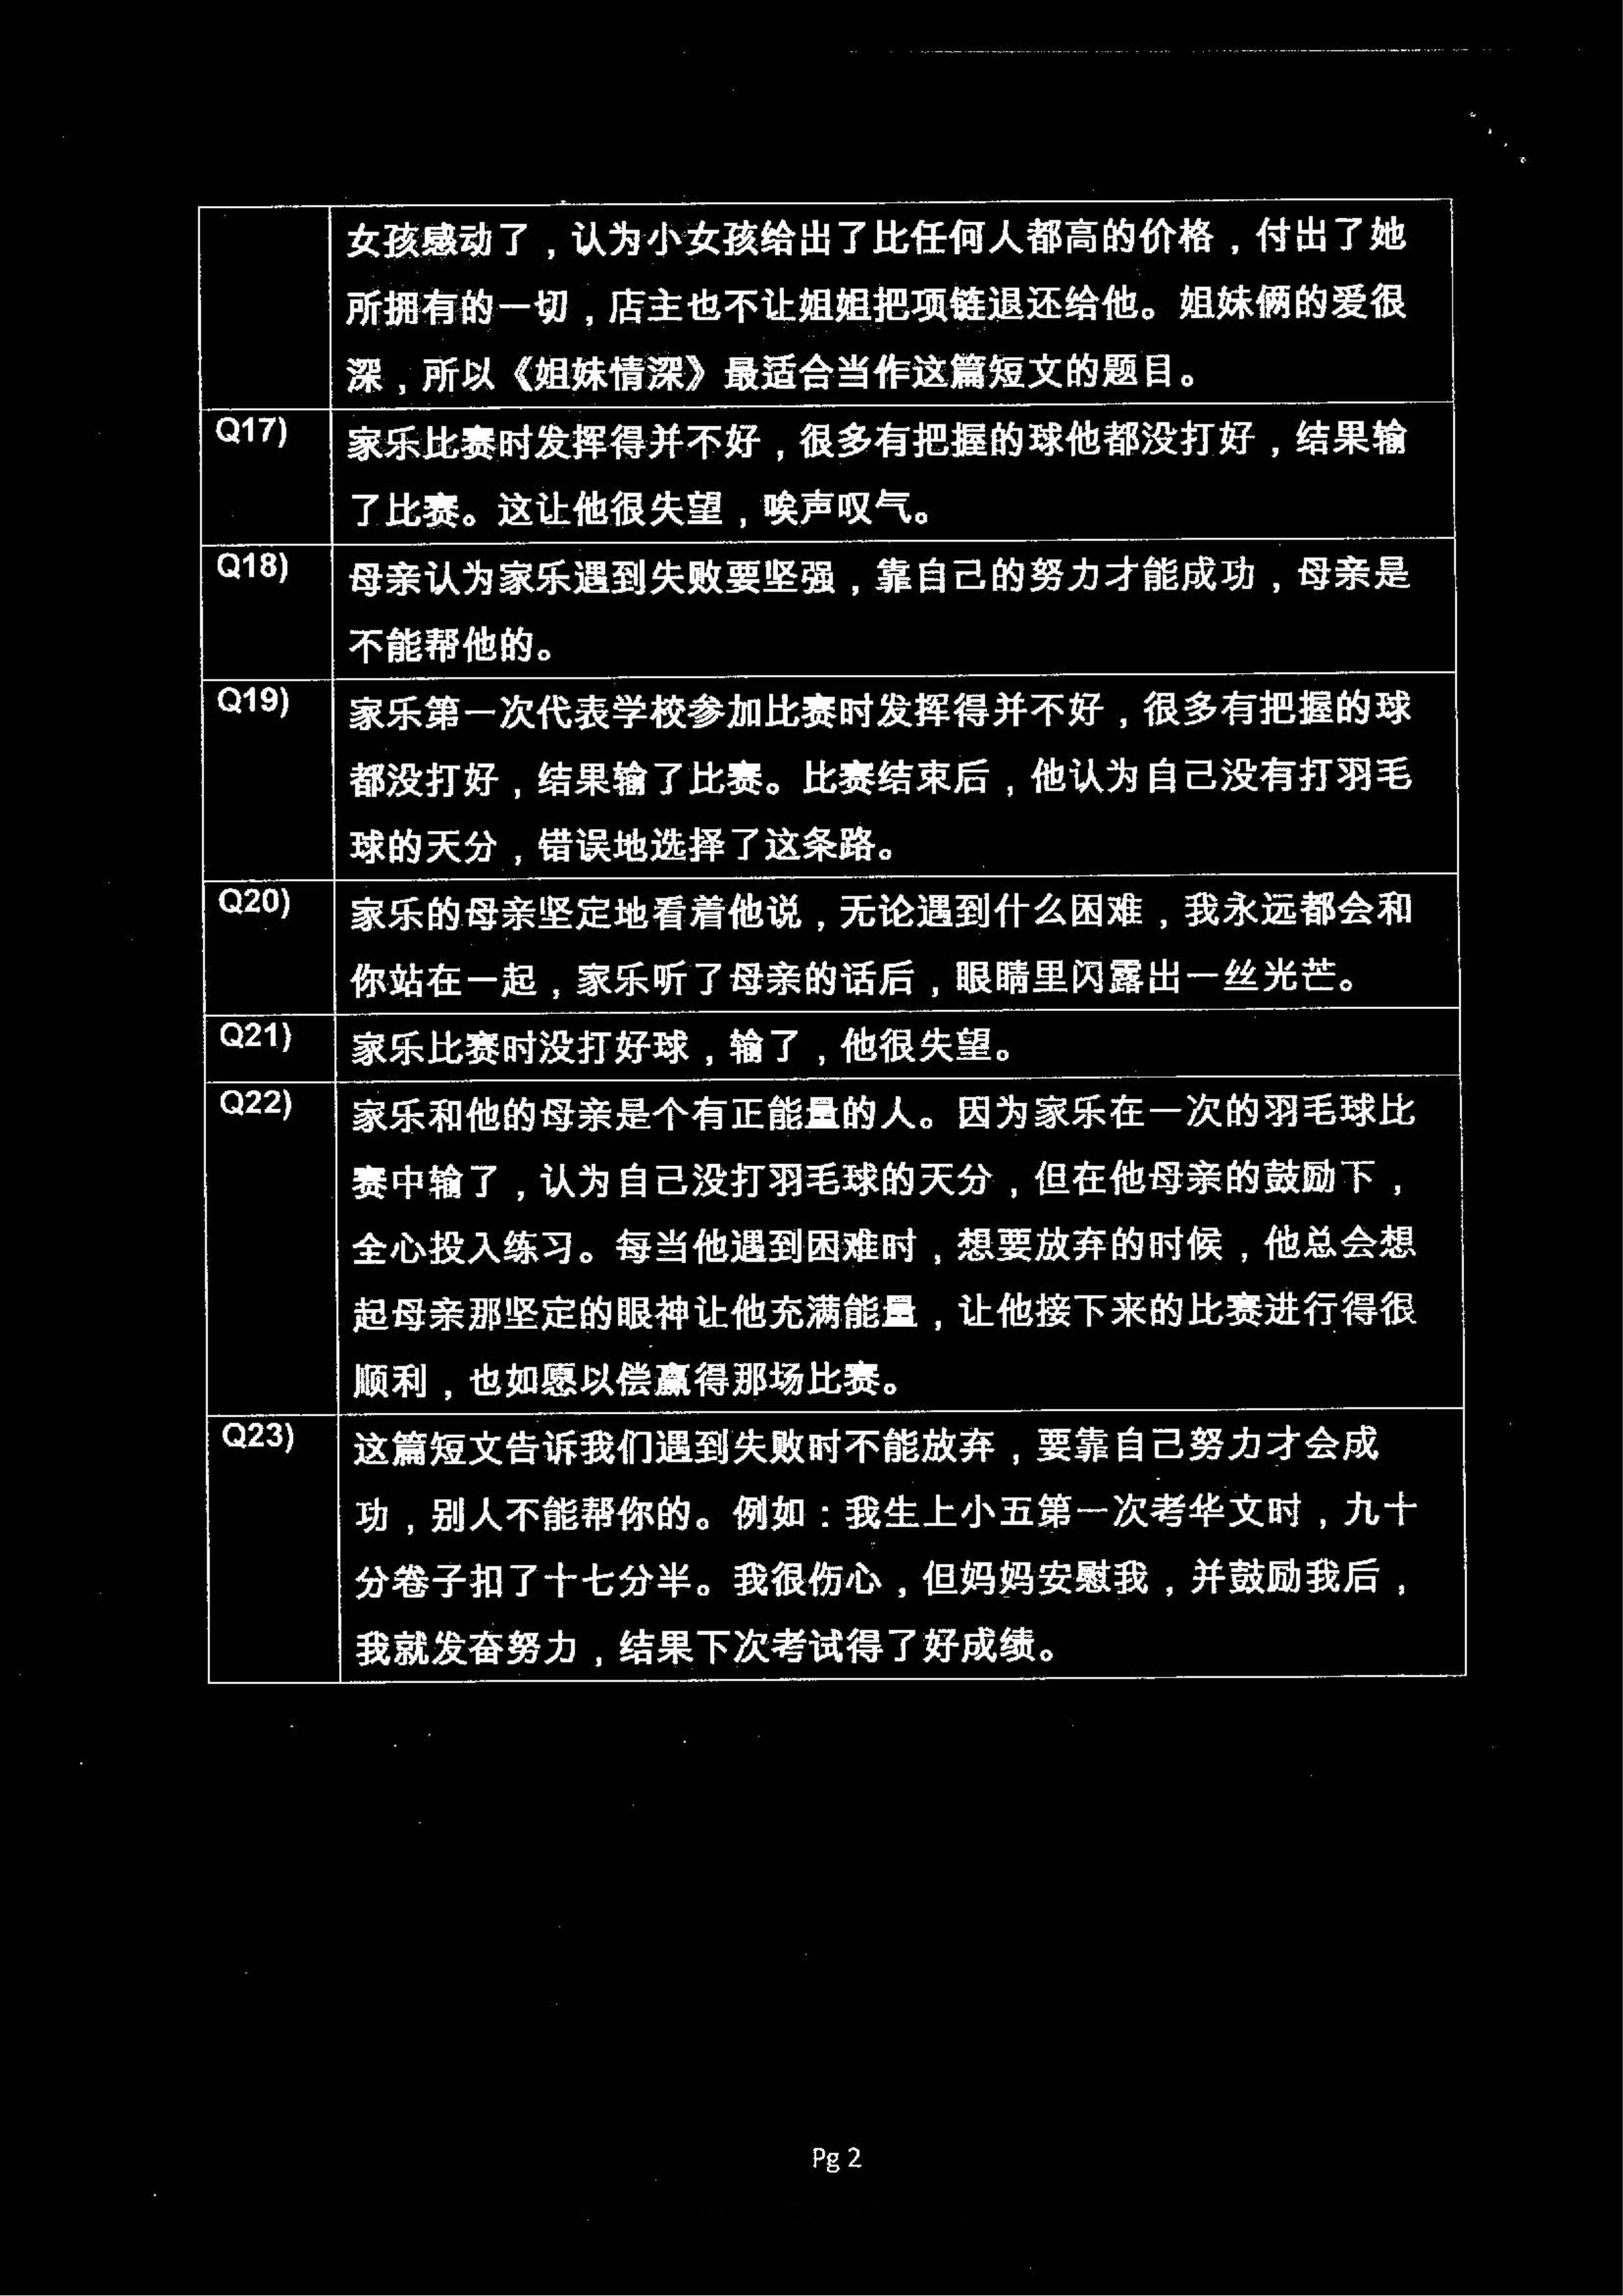 女孩感动了，认为小女孩给出了比任何人都高的价格，付出了她
所拥有的一切，店主也不让姐姐把项链退还给他。姐妹俩的爱很
深，所以《姐妹情深》最适合当作这篇短文的题目。
Q17) 家乐比赛时发挥得并不好，很多有把握的球他都没打好，结果输
了比赛。这让他很失望，唉声叹气。
Q18) 母亲认为家乐遇到失败要坚强，靠自己的努力才能成功，母亲是
不能帮他的。
Q19) 家乐第一次代表学校参加比赛时发挥得并不好，很多有把握的球
都没打好，结果输了比赛。比赛结束后，他认为自己没有打羽毛
球的天分，错误地选择了这条路。
Q20) 家乐的母亲坚定地看着他说，无论遇到什么困难，我永远都会和
你站在一起，家乐听了母亲的话后，眼睛里闪露出一丝光芒。
Q21) 家乐比赛时没打好球，输了，他很失望。
Q22) 家乐和他的母亲是个有正能量的人。因为家乐在一次的羽毛球比
赛中输了，认为自己没打羽毛球的天分，但在他母亲的鼓励下，
全心投入练习。每当他遇到困难时，想要放弃的时候，他总会想
起母亲那坚定的眼神让他充满能量，让他接下来的比赛进行得很
顺利，也如愿以偿赢得那场比赛。
Q23) 这篇短文告诉我们遇到失败时不能放弃，要靠自己努力才会成
功，别人不能帮你的。例如：我生上小五第一次考华文时，九十
分卷子扣了十七分半。我很伤心，但妈妈安慰我，并鼓励我后，
我就发奋努力，结果下次考试得了好成绩。
Pg 2